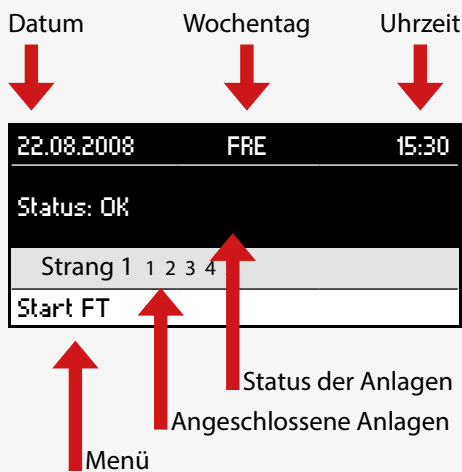 Datum Wochentag Uhrzeit
22.08.2008 FRE 15:30
Status: OK
Strang 1 1 2 3 4
Start FT
Status der Anlagen
Angeschlossene Anlagen
Menü